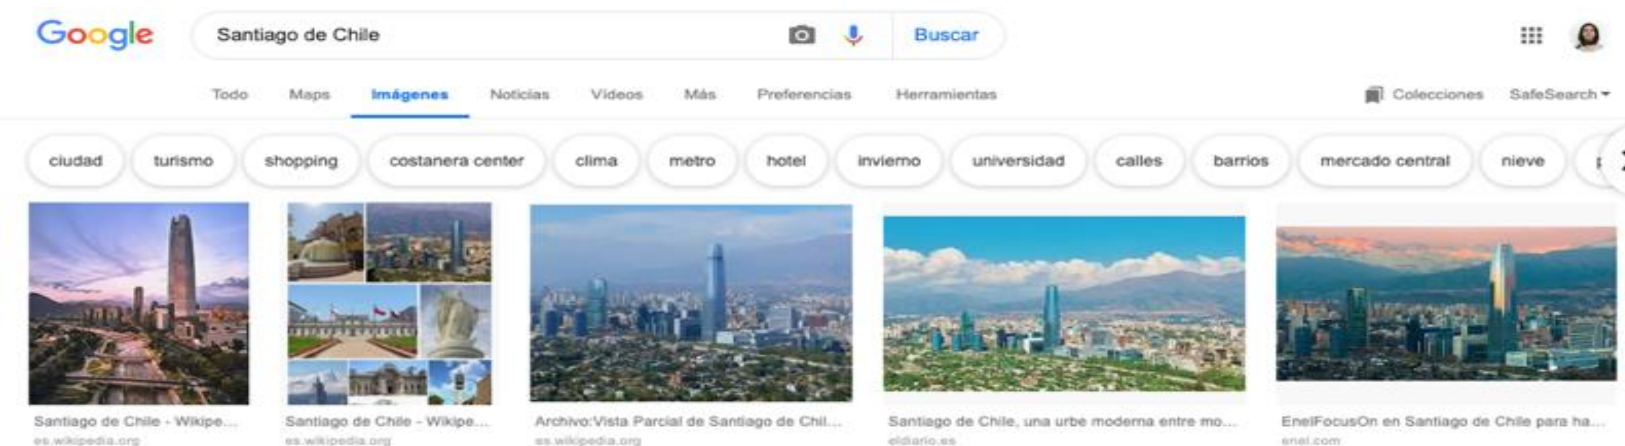 Google
Santiago de Chile
Buscar
Todo Maps Imágenes Noticias Videos Más Preferencias Herramientas Colecciones SafeSearch
ciudad turismo shopping costanera center clima metro hotel invierno universidad calles barrios mercado central nieve p
Santiago de Chile - Wikipe... Santiago de Chile - Wikipe... Archivo:Vista Parcial de Santiago de Chil... Santiago de Chile, una urbe moderna entre mo... EnelFocusOn en Santiago de Chile para ha...
es.wikipedia.org es.wikipedia.org es.wikipedia.org eldiario.es enel.com